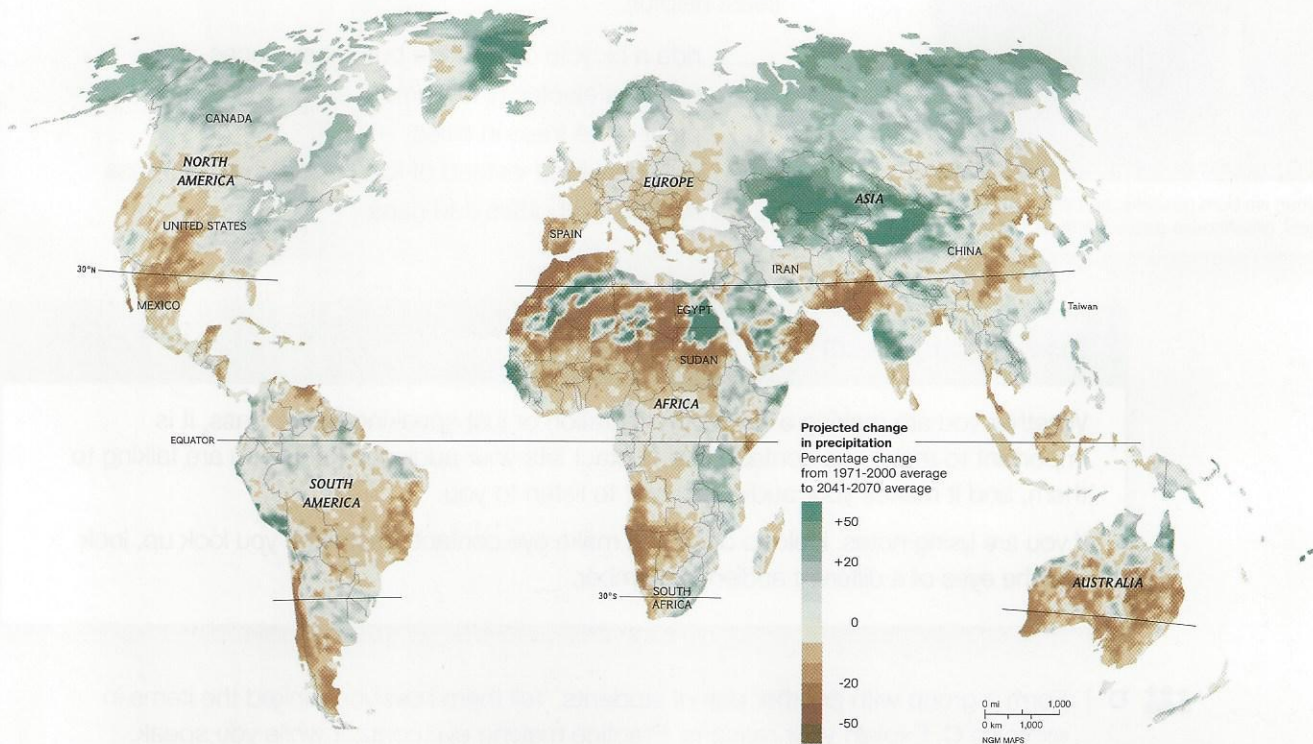 CANADA
NORTH
AMERICA
UNITED STATES
30°N
MEXICO
EUROPE
SPAIN
ASIA
CHINA
IRAN
EGYPT
Taiwan
SUDAN
AFRICA
EQUATOR
SOUTH
AMERICA
30°S
SOUTH
AFRICA
AUSTRALIA
Projected change
in precipitation
Percentage change
from 1971-2000 average
to 2041-2070 average
+50
+20
0
-20
-50
0 mi 1,000
0 km 1,000
NGM MAPS